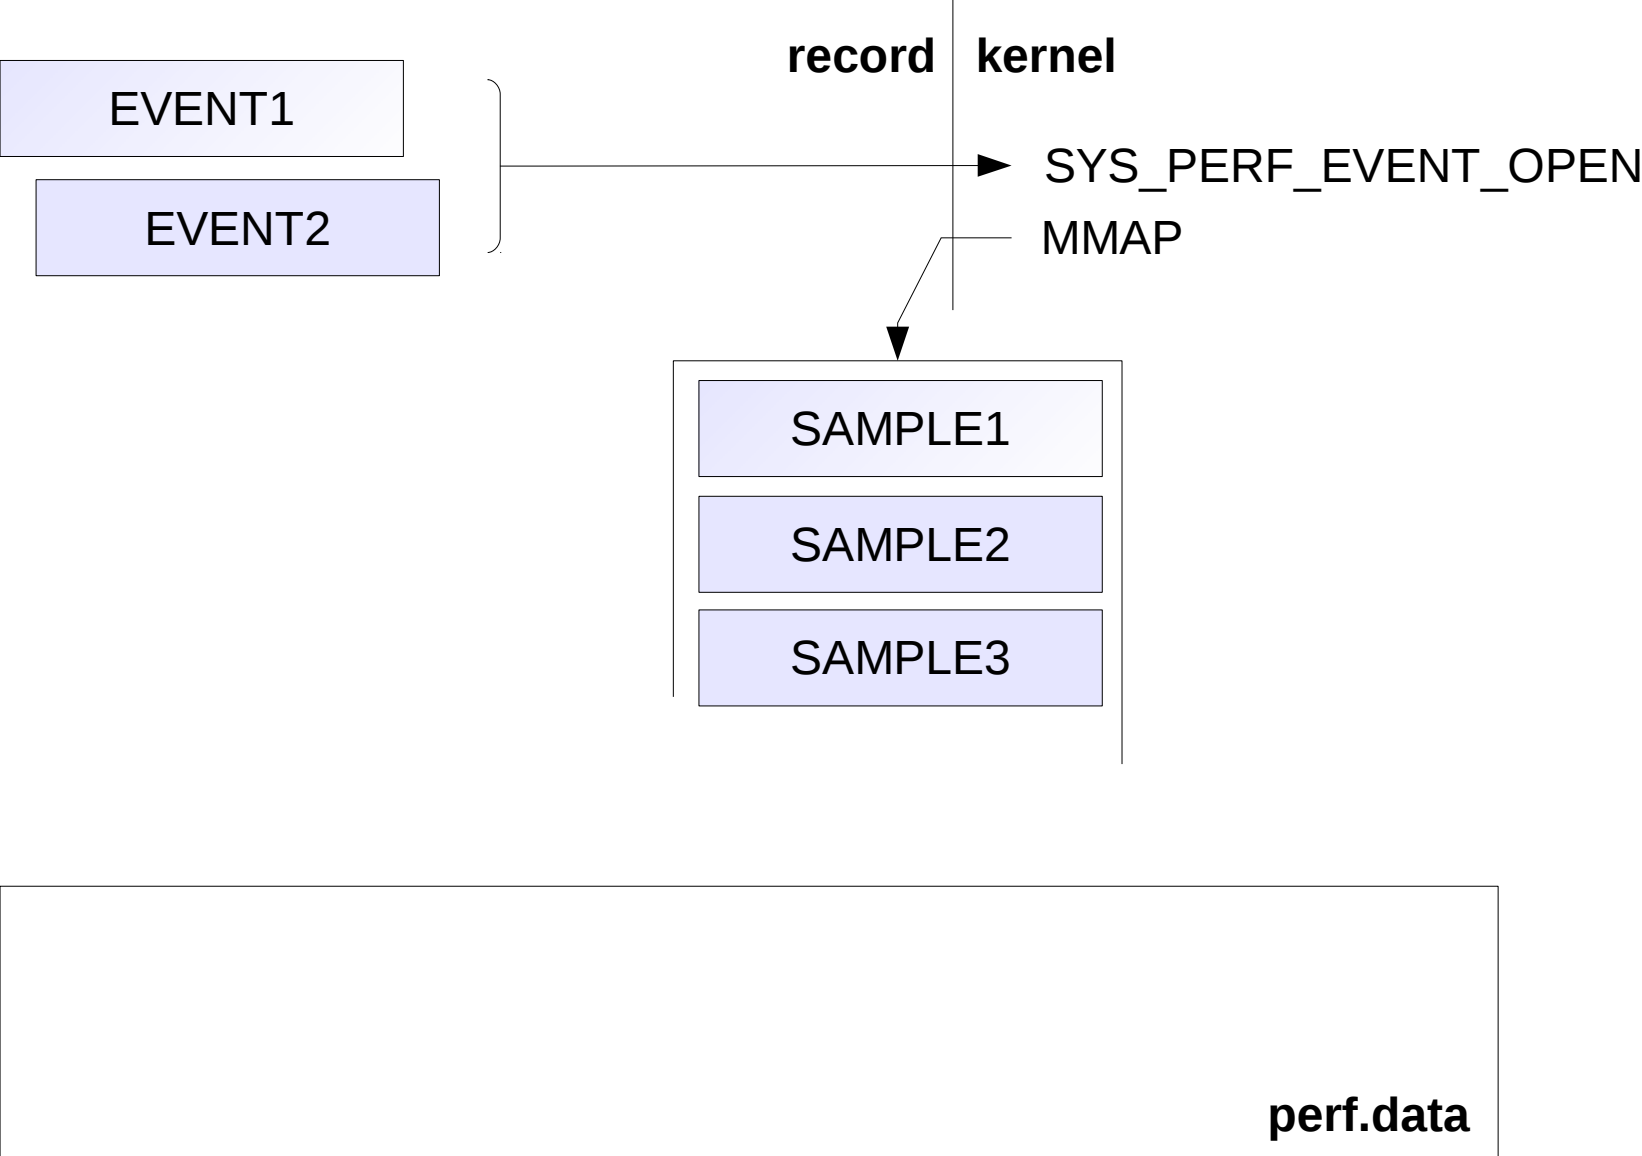 record kernel
EVENT1
SYS_PERF_EVENT_OPEN
EVENT2
MMAP
SAMPLE1
SAMPLE2
SAMPLE3
perf.data